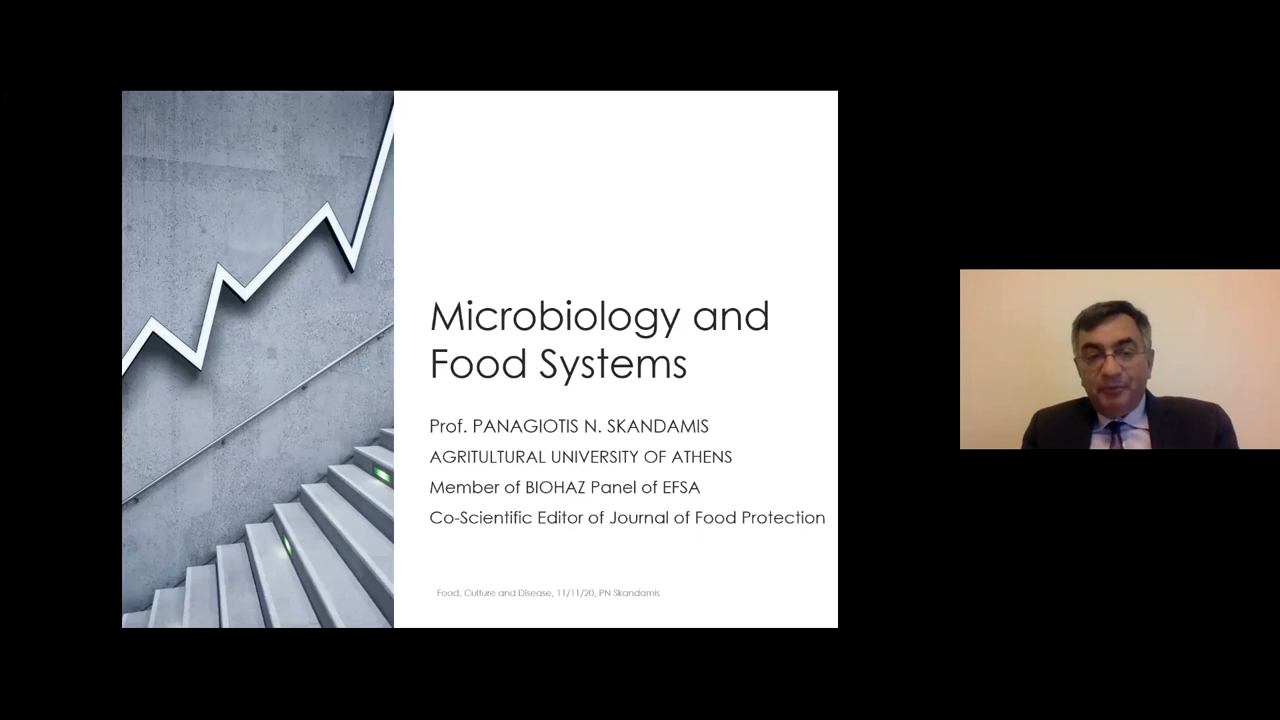 Microbiology and
Food Systems
Prof. PANAGIOTIS N. SKANDAMIS
AGRITULTURAL UNIVERSITY OF ATHENS
Member of BIOHAZ Panel of EFSA
Co-Scientific Editor of Journal of Food Protection
Food, Culture and Disease, 11/11/20, PN Skandamis